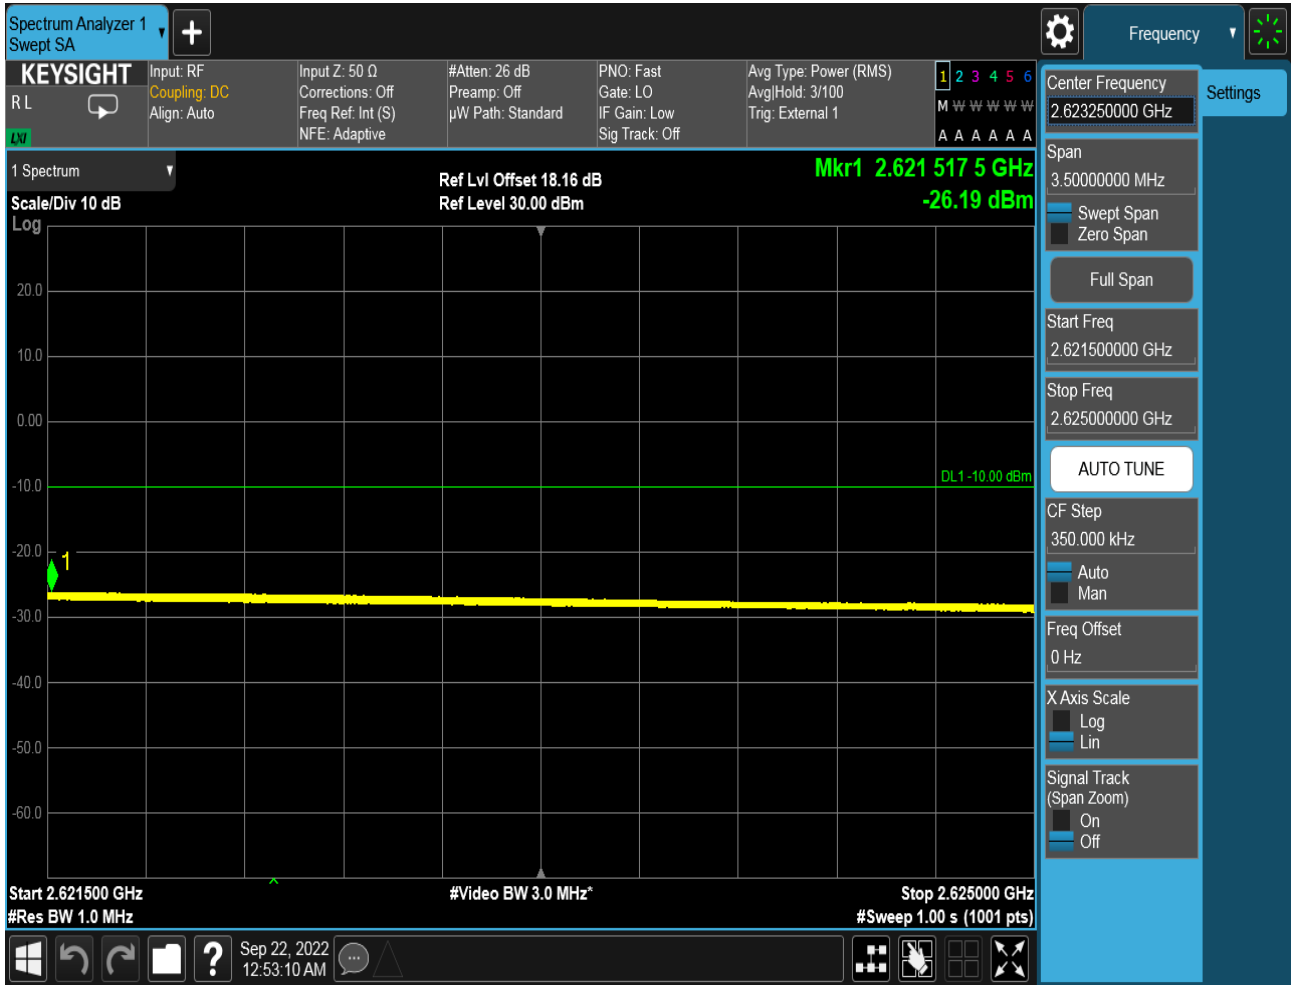 Spectrum Analyzer 1
Swept SA
Frequency
KEYSIGHT
R L
LXI
Input: RF
Coupling: DC
Align: Auto
Input Z: 50 Ω
Corrections: Off
Freq Ref: Int (S)
NFE: Adaptive
#Atten: 26 dB
Preamp: Off
µW Path: Standard
PNO: Fast
Gate: LO
IF Gain: Low
Sig Track: Off
Avg Type: Power (RMS)
Avg|Hold: 3/100
Trig: External 1
1 2 3 4 5 6
M W W W W W
A A A A A A
1 Spectrum
Scale/Div 10 dB
Log
Ref Lvl Offset 18.16 dB
Ref Level 30.00 dBm
Mkr1 2.621 517 5 GHz
-26.19 dBm
20.0
10.0
0.00
-10.0
DL1 -10.00 dBm
-20.0
1
-30.0
-40.0
-50.0
-60.0
Start 2.621500 GHz
#Video BW 3.0 MHz*
Stop 2.625000 GHz
#Res BW 1.0 MHz
#Sweep 1.00 s (1001 pts)
?
Sep 22, 2022
12:53:10 AM
Center Frequency
2.623250000 GHz
Settings
Span
3.50000000 MHz
Swept Span
Zero Span
Full Span
Start Freq
2.621500000 GHz
Stop Freq
2.625000000 GHz
AUTO TUNE
CF Step
350.000 kHz
Auto
Man
Freq Offset
0 Hz
X Axis Scale
Log
Lin
Signal Track
(Span Zoom)
On
Off